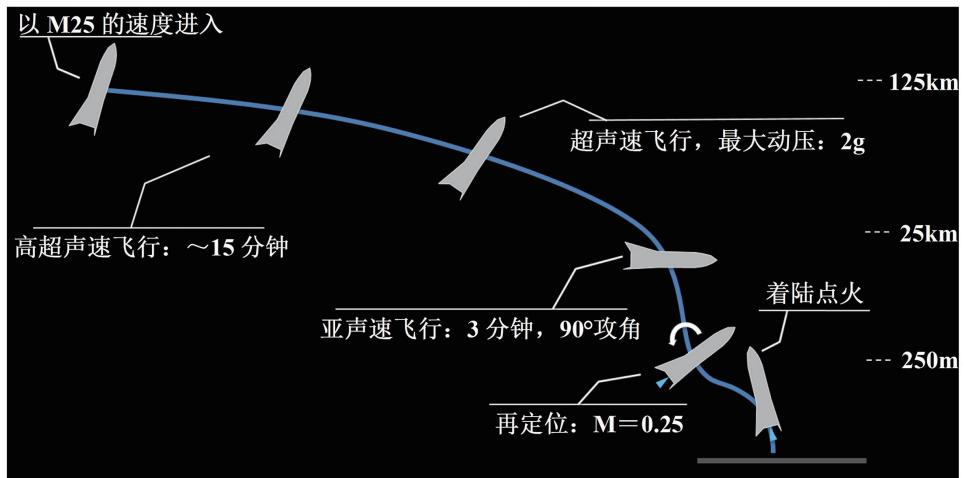 以 M25 的速度进入
125km
超声速飞行，最大动压：2g
高超声速飞行：～15 分钟
25km
着陆点火
亚声速飞行：3 分钟，90°攻角
250m
再定位：M＝0.25